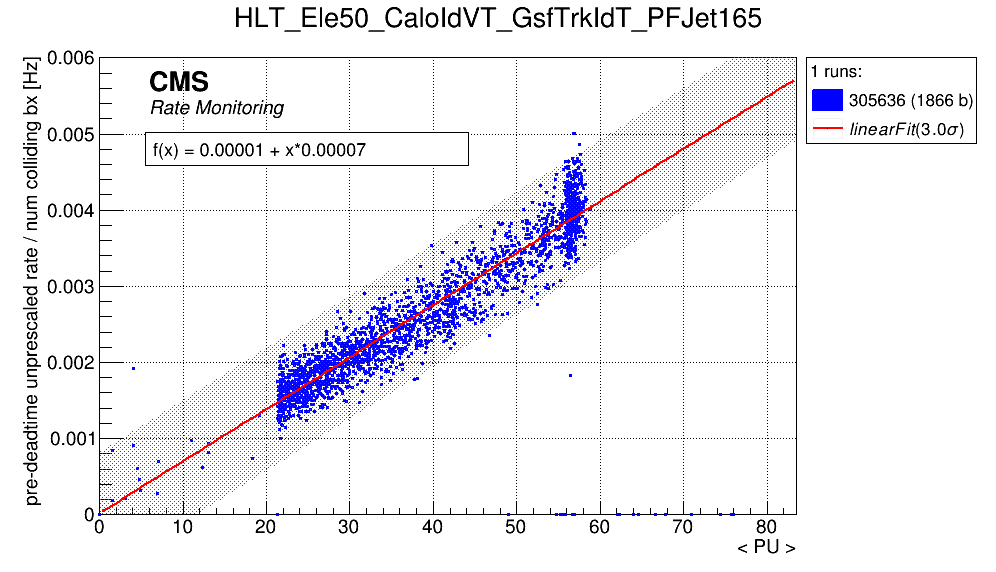 HLT_Ele50_CaloIdVT_GsfTrkIdT_PFJet165
pre-deadtime unprescaled rate / num colliding bx [Hz]
0.006
0.005
0.004
0.003
0.002
0.001
0
CMS
Rate Monitoring
f(x) = 0.00001 + x*0.00007
1 runs:
305636 (1866 b)
linearFit(3.0σ)
0 10 20 30 40 50 60 70 80
< PU >